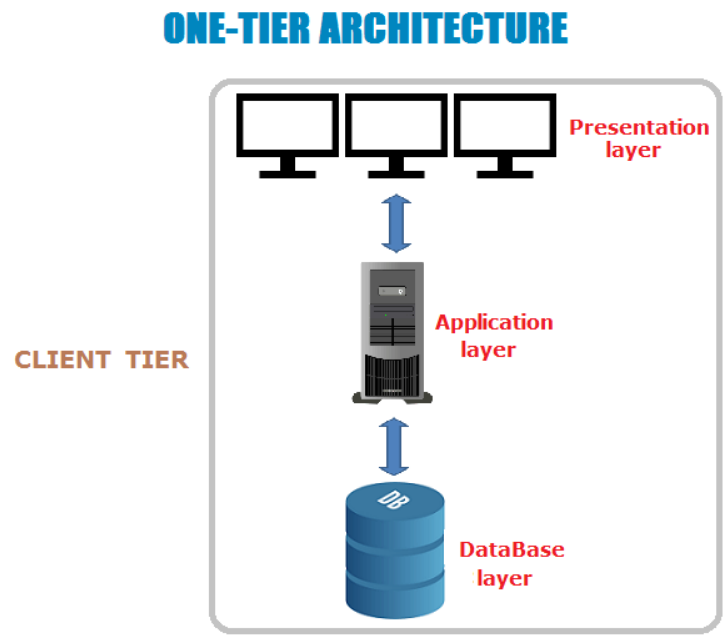 ONE-TIER ARCHITECTURE
Presentation
layer
Application
layer
CLIENT TIER
DB
DataBase
layer